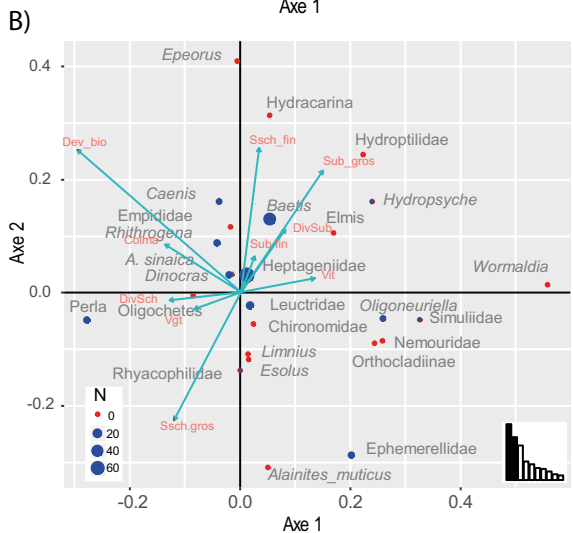 Axe 1
B)
0.4
Epeorus
Hydracarina
Ssch_fin
Dev_bio
Hydroptilidae
Sub_gros
0.2
Caenis
Baetis
Hydropsyche
Empididae
Elmis
DivSub
Rhithrogena
Colma
Sub.fin
A. sinaica
Heptageniidae
Wormaldia
Dinocras
Vit
Axe 2
0.0
DivSch
Perla
Oligochetes
Leuctridae
Oligoneuriella
Simuliidae
Vgt
Chironomidae
Nemouridae
Limnius
Orthocladiinae
Rhyacophilidae
Esolus
N
0
20
40
60
-0.2
Ssch.gros
Ephemerellidae
Alainites_muticus
-0.2
0.0
0.2
0.4
Axe 1